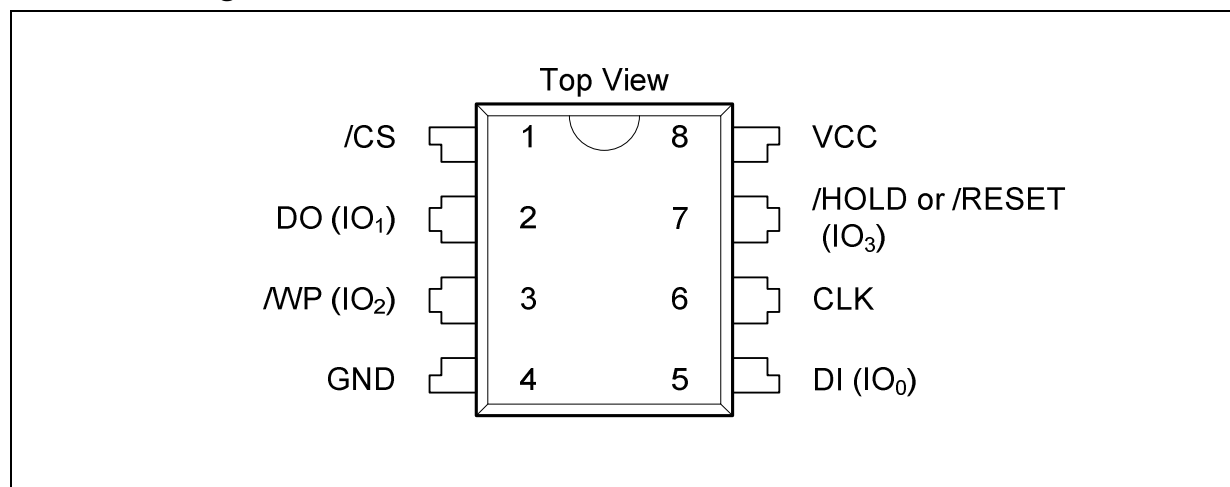 Top View
/CS 1 8 VCC
DO (IO₁) 2 7 /HOLD or /RESET
(IO₃)
/WP (IO₂) 3 6 CLK
GND 4 5 DI (IO₀)